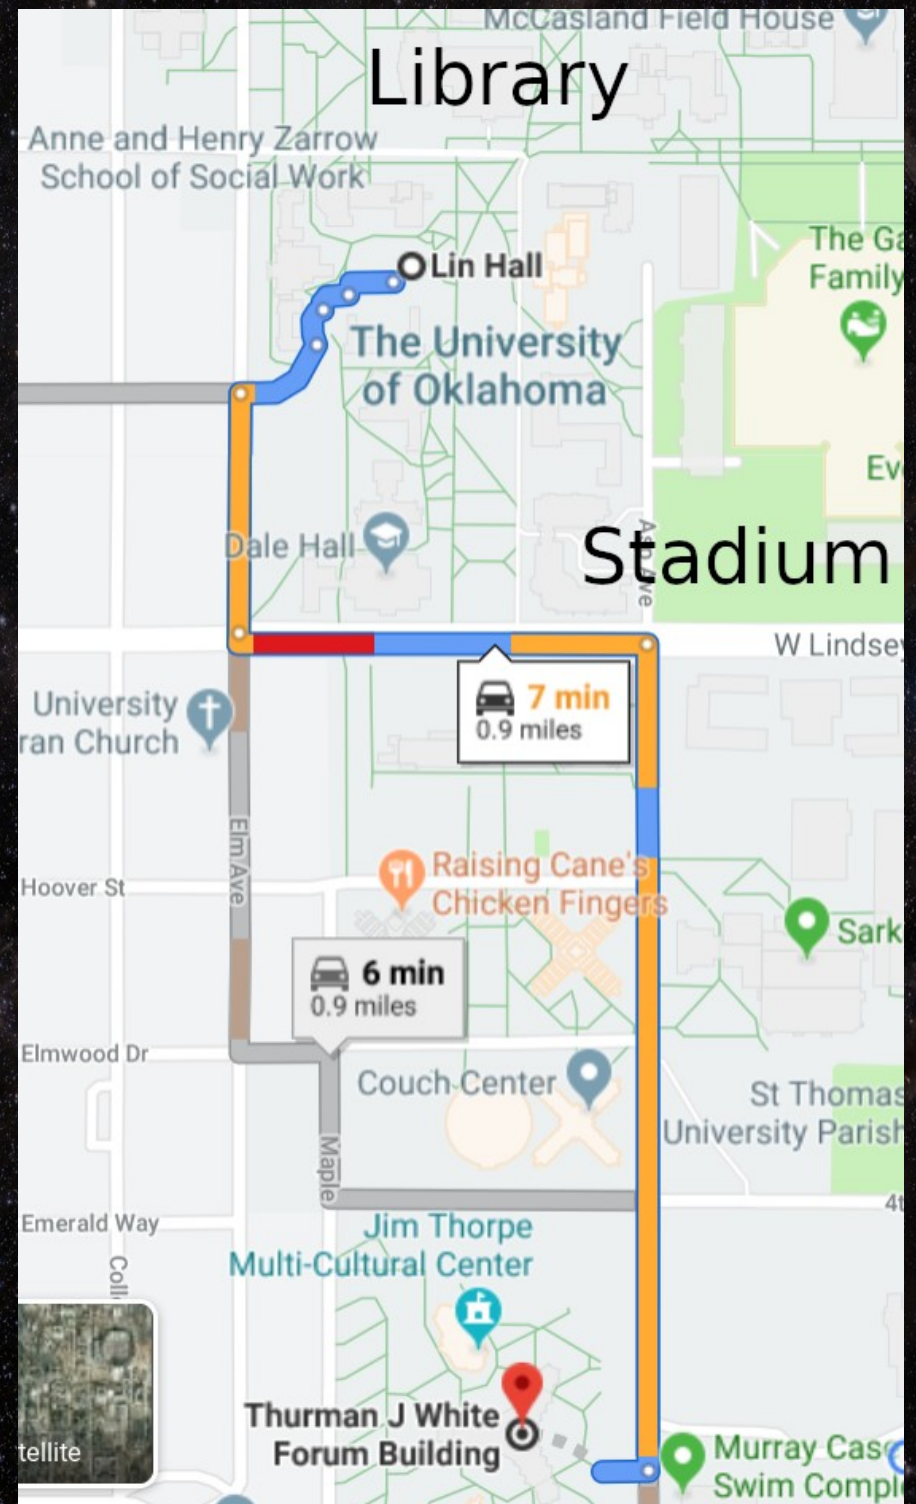 McCasland Field House
Library
Anne and Henry Zarrow
School of Social Work
Lin Hall
The Ga
Family
The University
of Oklahoma
Ev
Dale Hall
Stadium
W Lindsey
University
ran Church
7 min
0.9 miles
Elm Ave
Raising Cane's
Chicken Fingers
Hoover St
Sark
6 min
0.9 miles
Elmwood Dr
Couch Center
St Thomas
University Parish
Maple
4t
Emerald Way
Jim Thorpe
Multi-Cultural Center
Coll
Thurman J White
Forum Building
tellite
Murray Case
Swim Compl